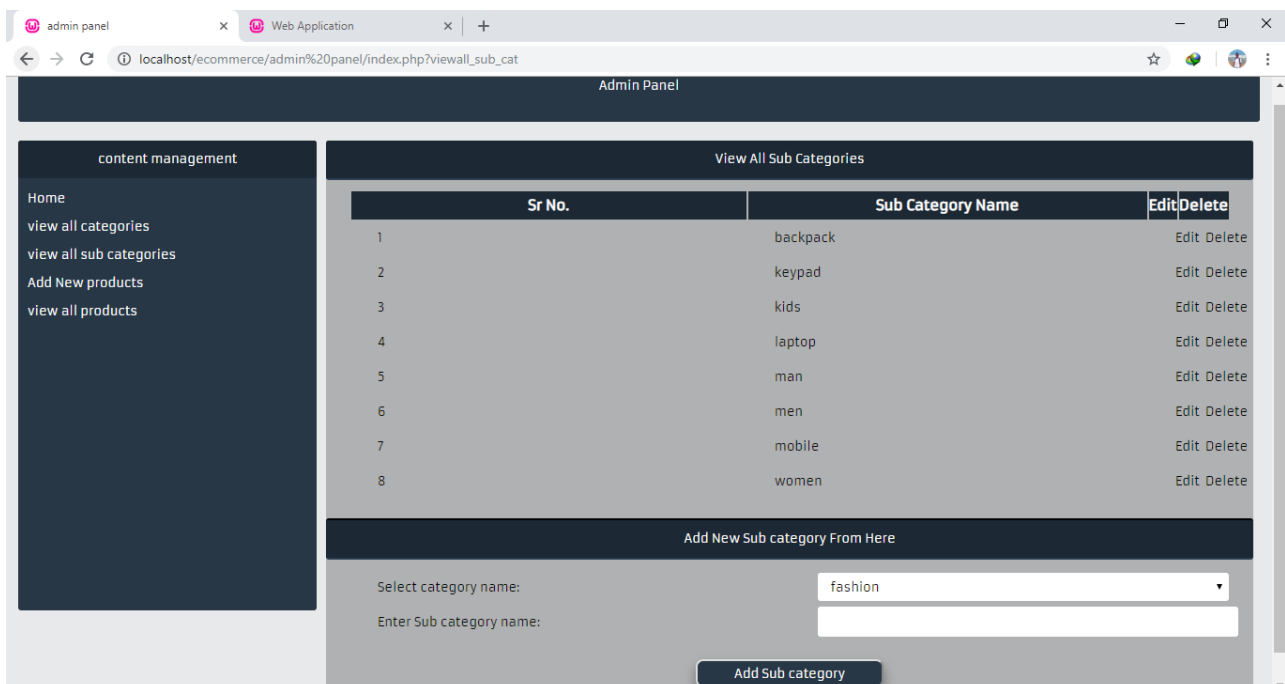 admin panel
Web Application
localhost/ecommerce/admin%20panel/index.php?viewall_sub_cat
Admin Panel
content management
Home
view all categories
view all sub categories
Add New products
view all products
View All Sub Categories
Sr No. Sub Category Name Edit Delete
1 backpack Edit Delete
2 keypad Edit Delete
3 kids Edit Delete
4 laptop Edit Delete
5 man Edit Delete
6 men Edit Delete
7 mobile Edit Delete
8 women Edit Delete
Add New Sub category From Here
Select category name: fashion
Enter Sub category name:
Add Sub category